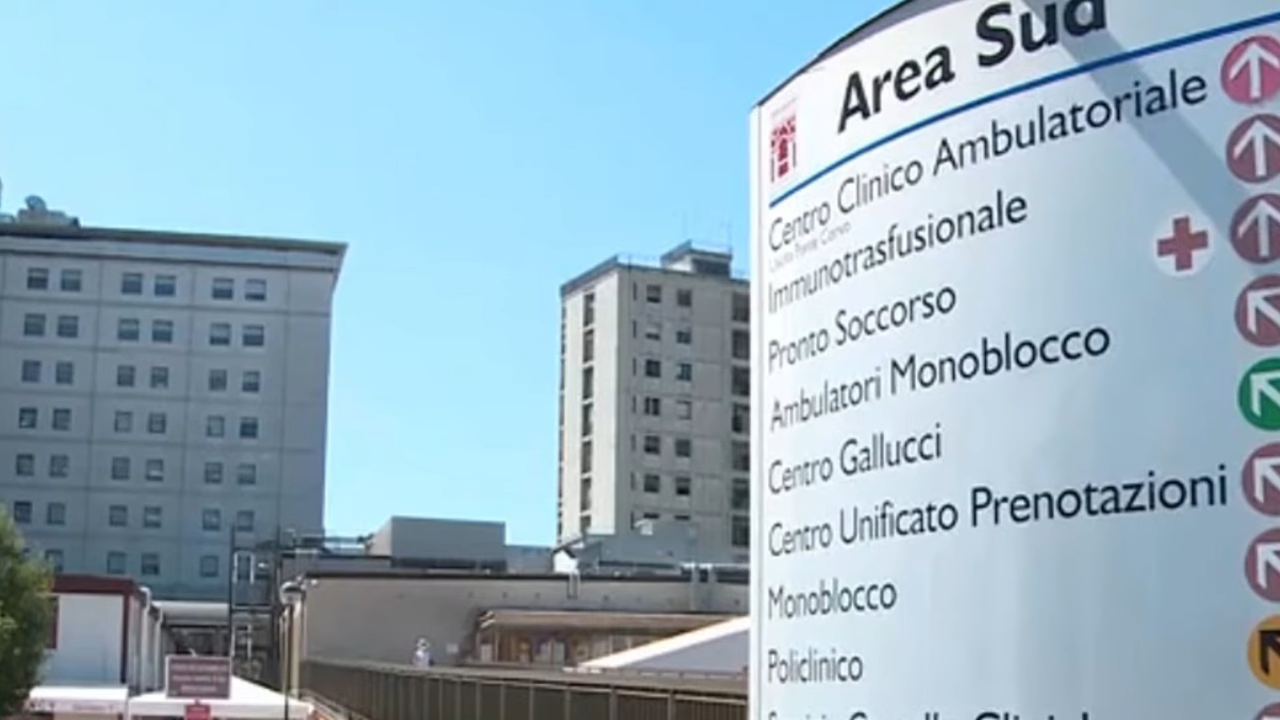 Area Sud
Centro Clinico Ambulatoriale
Immunotrasfusionale
Pronto Soccorso
Ambulatori Monoblocco
Centro Gallucci
Centro Unificato Prenotazioni
Monoblocco
Policlinico